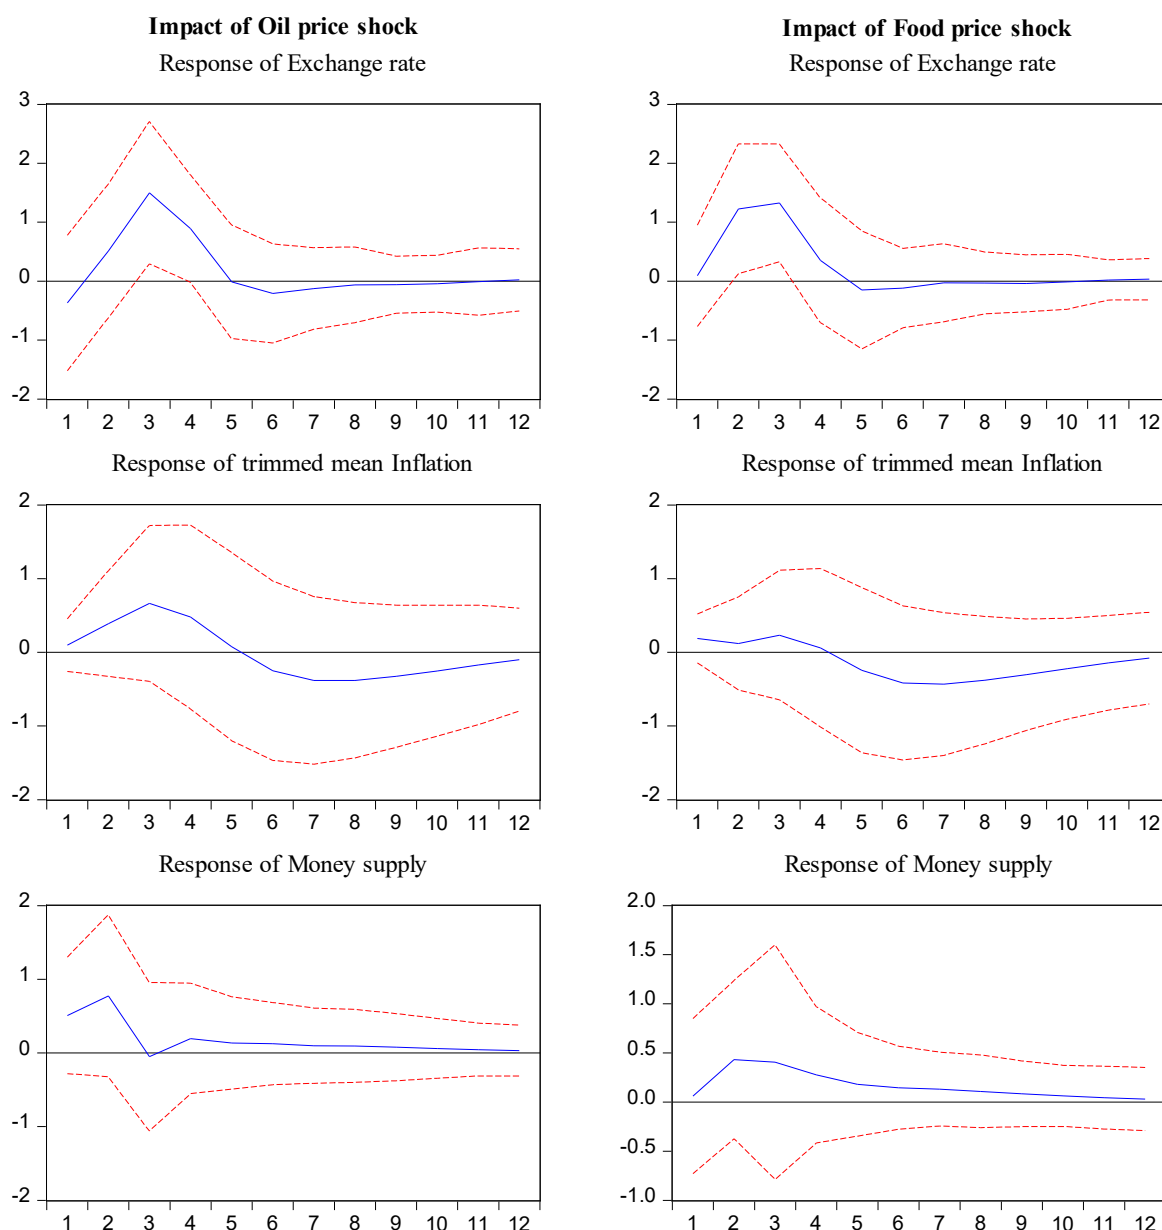 Impact of Oil price shock
Response of Exchange rate
3
2
1
0
-1
-2
1 2 3 4 5 6 7 8 9 10 11 12
Response of trimmed mean Inflation
2
1
0
-1
-2
1 2 3 4 5 6 7 8 9 10 11 12
Response of Money supply
2
1
0
-1
-2
1 2 3 4 5 6 7 8 9 10 11 12
Impact of Food price shock
Response of Exchange rate
3
2
1
0
-1
-2
1 2 3 4 5 6 7 8 9 10 11 12
Response of trimmed mean Inflation
2
1
0
-1
-2
1 2 3 4 5 6 7 8 9 10 11 12
Response of Money supply
2.0
1.5
1.0
0.5
0.0
-0.5
-1.0
1 2 3 4 5 6 7 8 9 10 11 12